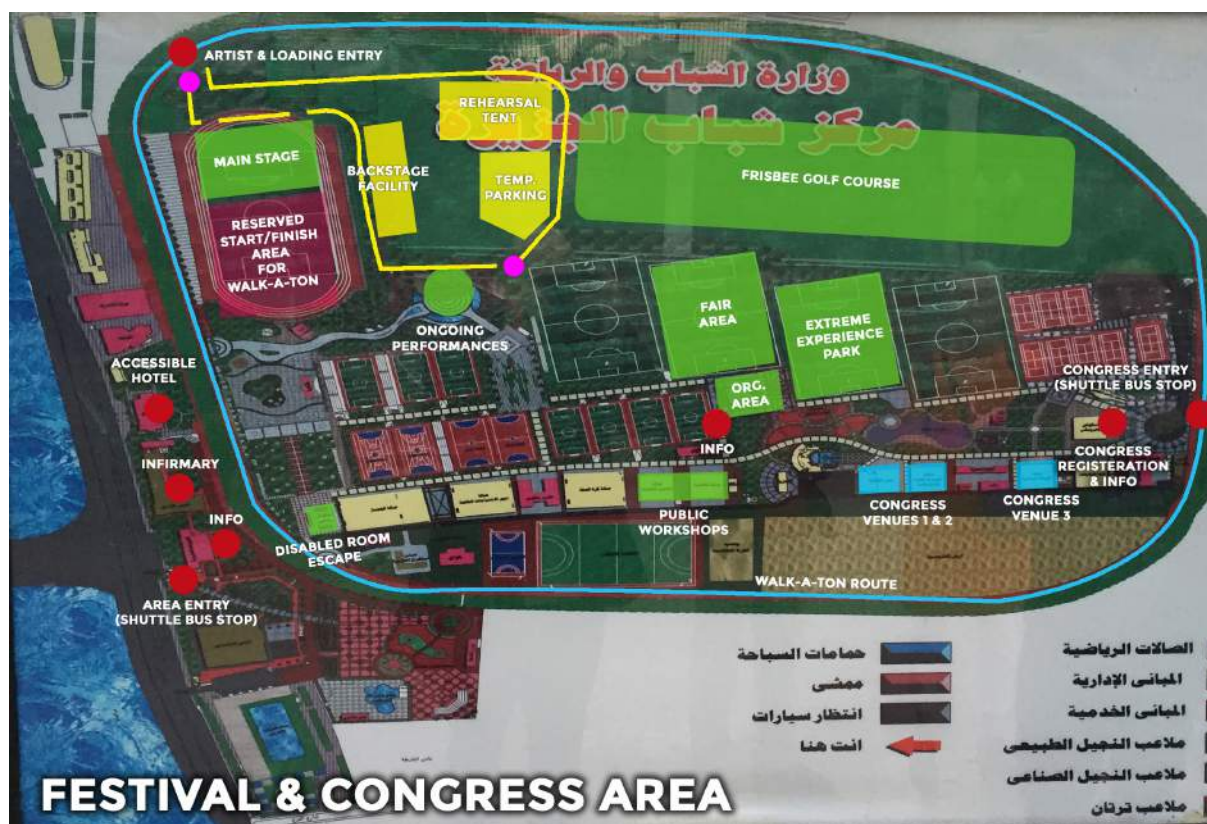 ARTIST & LOADING ENTRY
وزارة الشباب والرياضة
مركز شباب الجزيرة
REHEARSAL
TENT
MAIN STAGE
BACKSTAGE
FACILITY
TEMP.
PARKING
FRISBEE GOLF COURSE
RESERVED
START/FINISH
AREA
FOR
WALK-A-TON
ONGOING
PERFORMANCES
FAIR
AREA
EXTREME
EXPERIENCE
PARK
ACCESSIBLE
HOTEL
ORG.
AREA
CONGRESS ENTRY
(SHUTTLE BUS STOP)
INFO
INFIRMARY
CONGRESS
REGISTERATION
& INFO
INFO
DISABLED ROOM
ESCAPE
PUBLIC
WORKSHOPS
CONGRESS
VENUES 1 & 2
CONGRESS
VENUE 3
WALK-A-TON ROUTE
AREA ENTRY
(SHUTTLE BUS STOP)
الصالات الرياضية
المبانى الإدارية
المبانى الخدمية
ملاعب النجيل الطبيعى
ملاعب النجيل الصناعى
ملاعب ترتان
حمامات السباحة
ممشى
انتظار سيارات
انت هنا
FESTIVAL & CONGRESS AREA